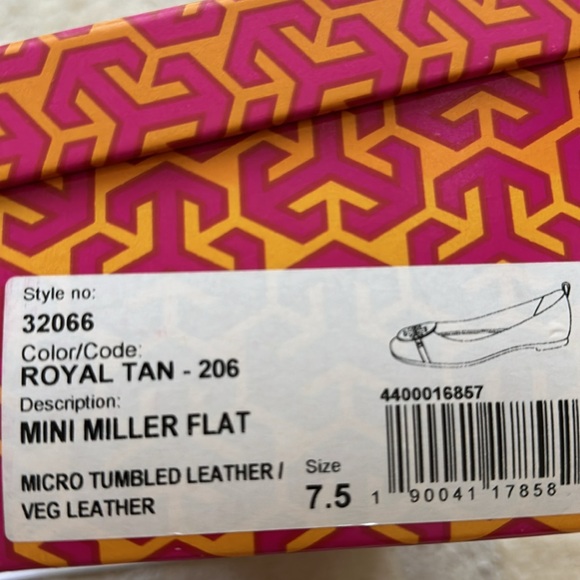 Style no:
32066
Color/Code:
ROYAL TAN - 206
Description:
MINI MILLER FLAT
MICRO TUMBLED LEATHER /
VEG LEATHER
Size
7.5
4400016857
1 90041 17858